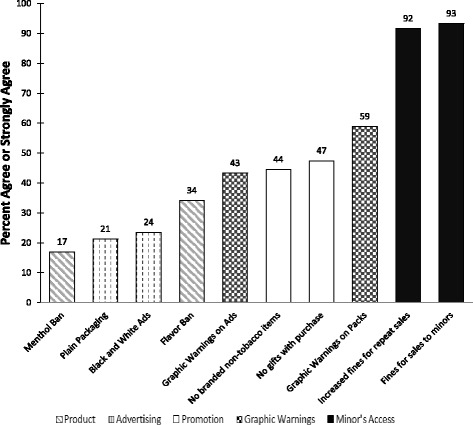 Percent Agree or Strongly Agree
100
90
80
70
60
50
40
30
20
10
0
17
21
24
34
43
44
47
59
92
93
Menthol Ban
Plain Packaging
Black and White Ads
Flavor Ban
Graphic Warnings on Ads
No branded non-tobacco items
No gifts with purchase
Graphic Warnings on Packs
Increased fines for repeat sales
Fines for sales to minors
Product Advertising Promotion Graphic Warnings Minor's Access